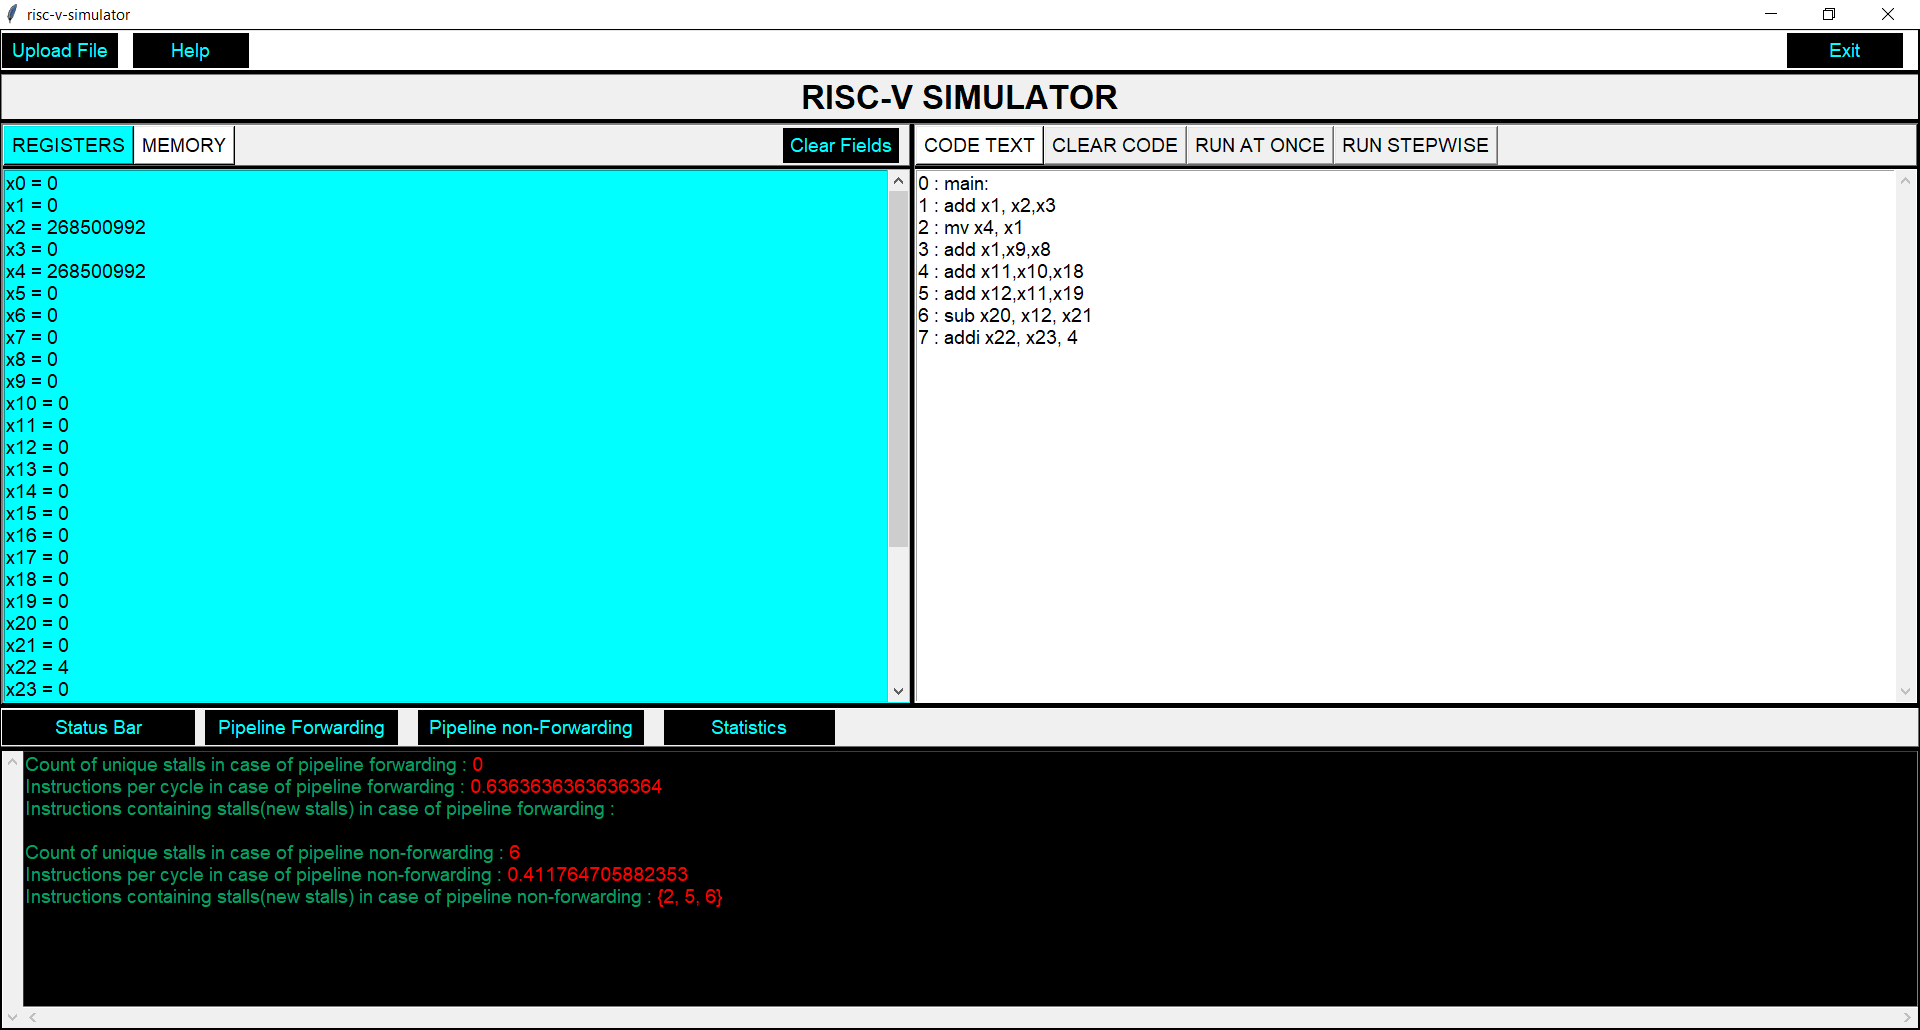 risc-v-simulator
Upload File Help Exit
RISC-V SIMULATOR
REGISTERS MEMORY Clear Fields
x0 = 0
x1 = 0
x2 = 268500992
x3 = 0
x4 = 268500992
x5 = 0
x6 = 0
x7 = 0
x8 = 0
x9 = 0
x10 = 0
x11 = 0
x12 = 0
x13 = 0
x14 = 0
x15 = 0
x16 = 0
x17 = 0
x18 = 0
x19 = 0
x20 = 0
x21 = 0
x22 = 4
x23 = 0
CODE TEXT CLEAR CODE RUN AT ONCE RUN STEPWISE
0 : main:
1 : add x1, x2,x3
2 : mv x4, x1
3 : add x1,x9,x8
4 : add x11,x10,x18
5 : add x12,x11,x19
6 : sub x20, x12, x21
7 : addi x22, x23, 4
Status Bar Pipeline Forwarding Pipeline non-Forwarding Statistics
Count of unique stalls in case of pipeline forwarding : 0
Instructions per cycle in case of pipeline forwarding : 0.6363636363636364
Instructions containing stalls(new stalls) in case of pipeline forwarding :
Count of unique stalls in case of pipeline non-forwarding : 6
Instructions per cycle in case of pipeline non-forwarding : 0.411764705882353
Instructions containing stalls(new stalls) in case of pipeline non-forwarding : {2, 5, 6}